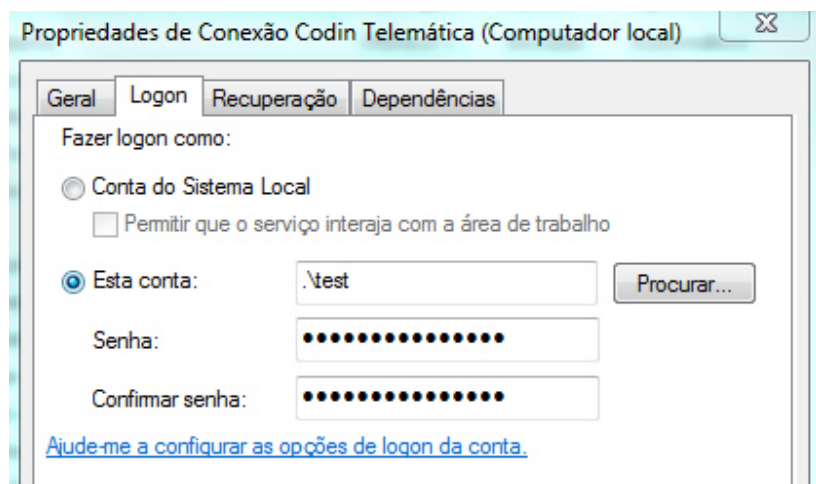 Propriedades de Conexão Codin Telemática (Computador local)
Geral Logon Recuperação Dependências
Fazer logon como:
Conta do Sistema Local
Permitir que o serviço interaja com a área de trabalho
Esta conta: .\test Procurar...
Senha: •••••••••••••••
Confirmar senha: •••••••••••••••
Ajude-me a configurar as opções de logon da conta.